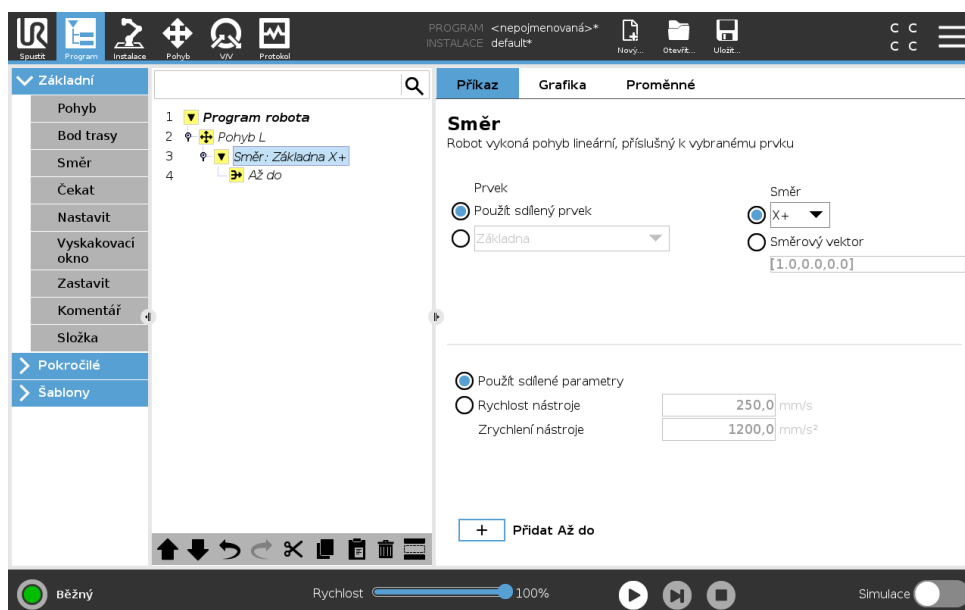 PROGRAM <nepojmenovaná>*
INSTALACE default*
UR
Spustit Program Instalace Pohyb V/V Protokol Nový... Otevřít... Uložit...
C C
C C
Základní
Pohyb
Bod trasy
Směr
Čekat
Nastavit
Vyskakovací
okno
Zastavit
Komentář
Složka
Pokročilé
Šablony
1 Program robota
2 Pohyb L
3 Směr: Základna X+
4 Až do
Příkaz Grafika Proměnné
Směr
Robot vykoná pohyb lineární, příslušný k vybranému prvku
Prvek
Použít sdílený prvek
Základna
Směr
X+
Směrový vektor
[1.0,0.0,0.0]
Použít sdílené parametry
Rychlost nástroje 250,0 mm/s
Zrychlení nástroje 1200,0 mm/s²
+ Přidat Až do
Běžný
Rychlost 100%
Simulace